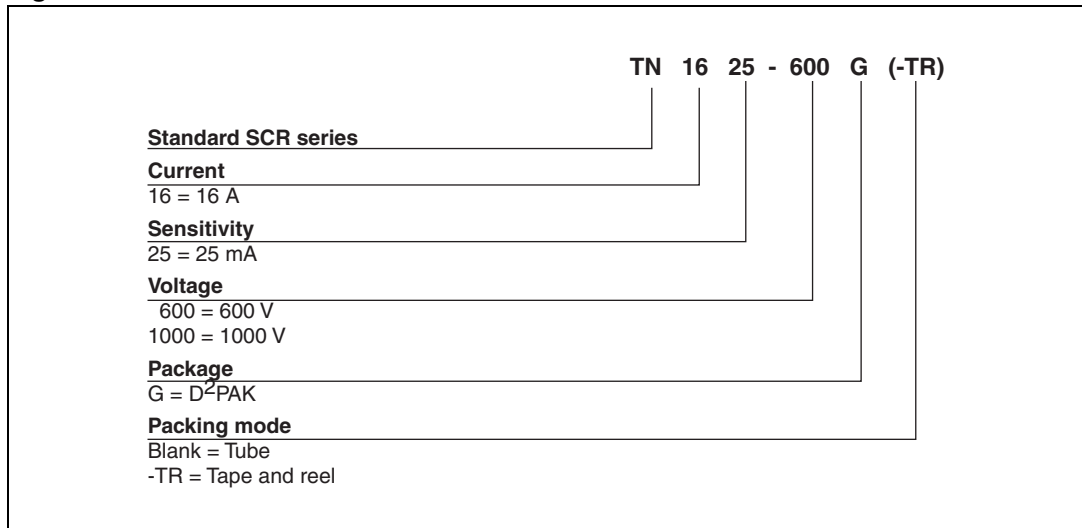 TN 16 25 - 600 G (-TR)
Standard SCR series
Current
16 = 16 A
Sensitivity
25 = 25 mA
Voltage
600 = 600 V
1000 = 1000 V
Package
G = D²PAK
Packing mode
Blank = Tube
-TR = Tape and reel